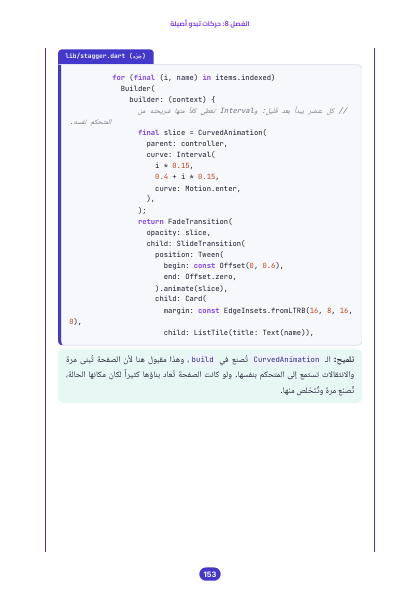 الفصل 8: حركات تبدو أصيلة
lib/stagger.dart (جزء)
for (final (i, name) in items.indexed)
Builder(
builder: (context) {
// كل عنصر يبدأ بعد قليل: وInterval تعطي كلاً منها شريحته من
المتحكم نفسه.
final slice = CurvedAnimation(
parent: controller,
curve: Interval(
i * 0.15,
0.4 + i * 0.15,
curve: Motion.enter,
),
);
return FadeTransition(
opacity: slice,
child: SlideTransition(
position: Tween(
begin: const Offset(0, 0.6),
end: Offset.zero,
).animate(slice),
child: Card(
margin: const EdgeInsets.fromLTRB(16, 8, 16,
0),
child: ListTile(title: Text(name)),
تلميح: الـ CurvedAnimation تُصنع في build، وهذا مقبول هنا لأن الصفحة تُبنى مرة
والانتقالات تستمع إلى المتحكم بنفسها. ولو كانت الصفحة تُعاد بناؤها كثيراً لكان مكانها الحالة،
تُصنع مرة ويُتخلص منها.
153